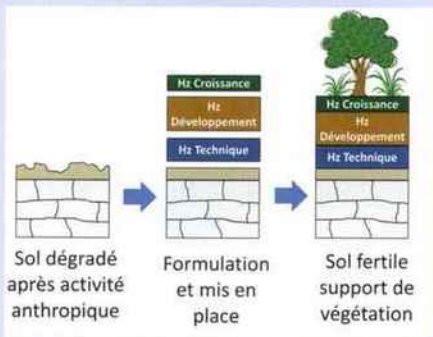 Hz Croissance
Hz
Développement
Hz Technique
Hz Croissance
Hz
Développement
Hz Technique
Sol dégradé
après activité
anthropique
Formulation
et mis en
place
Sol fertile
support de
végétation